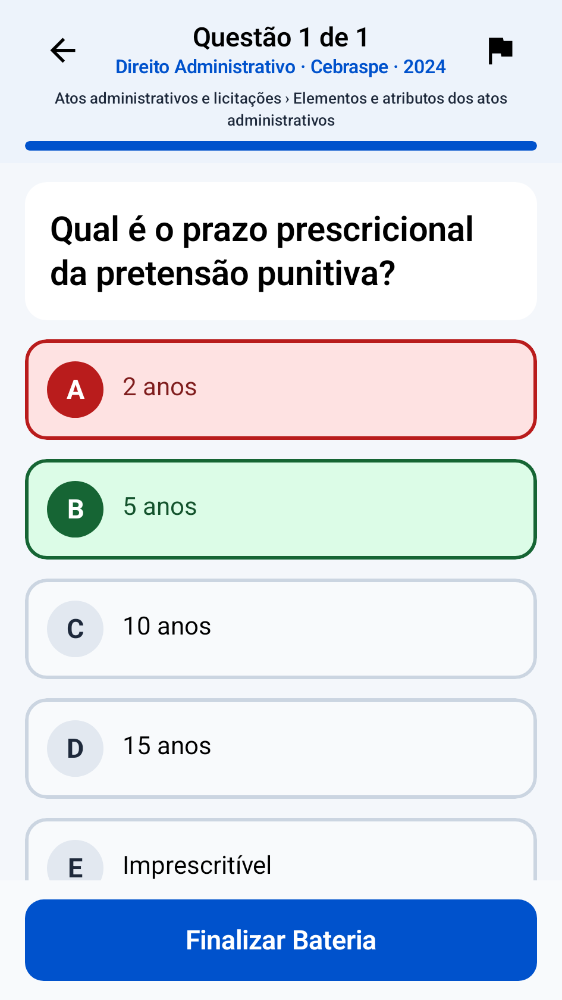 Questão 1 de 1
Direito Administrativo · Cebraspe · 2024
Atos administrativos e licitações › Elementos e atributos dos atos
administrativos
Qual é o prazo prescricional
da pretensão punitiva?
A 2 anos
B 5 anos
C 10 anos
D 15 anos
E Imprescritível
Finalizar Bateria